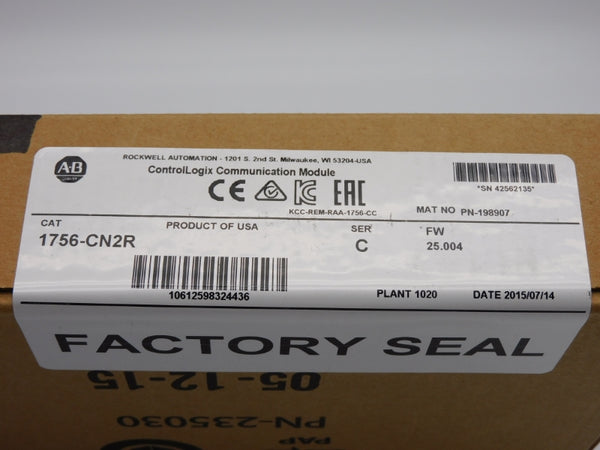 A-B
ROCKWELL AUTOMATION - 1201 S. 2nd St. Milwaukee, WI 53204-USA
ControlLogix Communication Module
CE EAC
KCC-REM-RAA-1756-CC
*SN 42562135*
MAT NO PN-198907
CAT PRODUCT OF USA SER FW
1756-CN2R C 25.004
10612598324436
PLANT 1020 DATE 2015/07/14
FACTORY SEAL
05-12-15
PN-235030
PAP